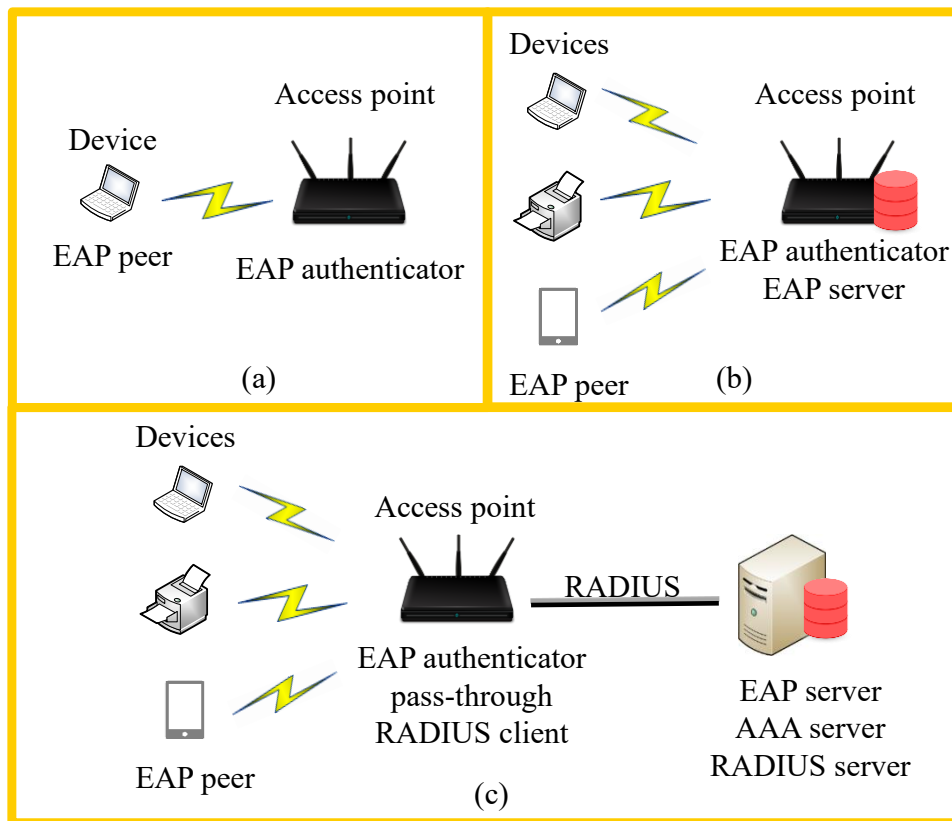 Access point
Device
EAP peer
EAP authenticator
(a)
Devices
Access point
EAP authenticator
EAP server
EAP peer
(b)
Devices
Access point
RADIUS
EAP authenticator
pass-through
RADIUS client
EAP peer
EAP server
AAA server
RADIUS server
(c)